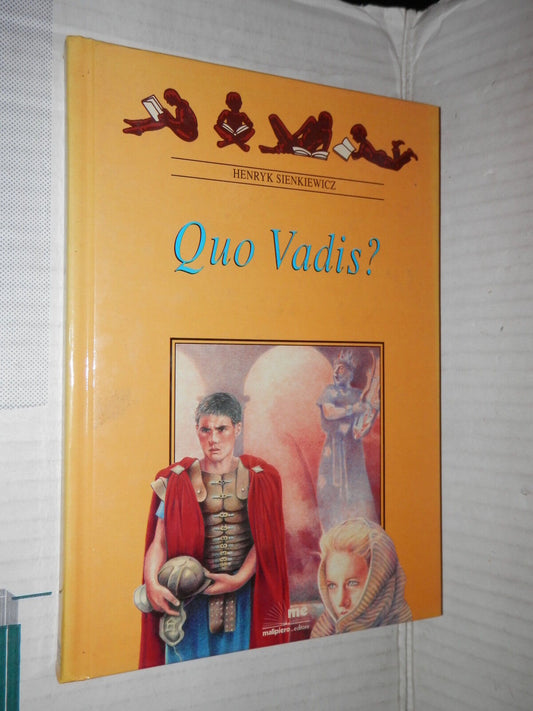 HENRYK SIENKIEWICZ
Quo Vadis?
me
malipiero editore